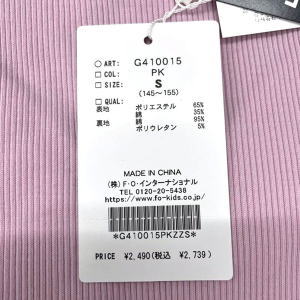 ○ ART: G410015
□ COL: PK
□ SIZE: S
(145~155)
□ QUAL:
表地 ポリエステル 65%
綿 35%
裏地 綿 95%
ポリウレタン 5%
MADE IN CHINA
(株)F・O・インターナショナル
TEL 0120-20-5438
https://www.fo-kids.co.jp/
*G410015PKZZS*
PRICE ¥2,490(税込 ¥2,739)